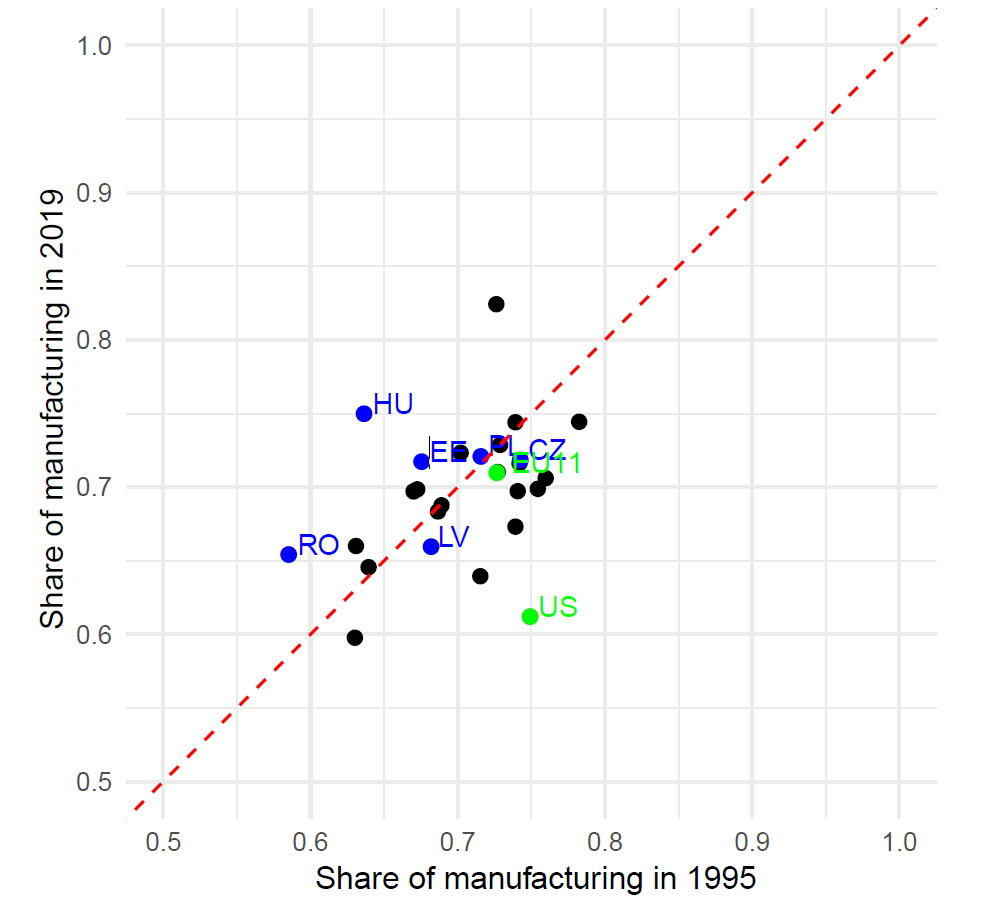 1.0
0.9
0.8
0.7
0.6
0.5
Share of manufacturing in 2019
HU
EE
PL
CZ
EU11
RO
LV
US
0.5
0.6
0.7
0.8
0.9
1.0
Share of manufacturing in 1995